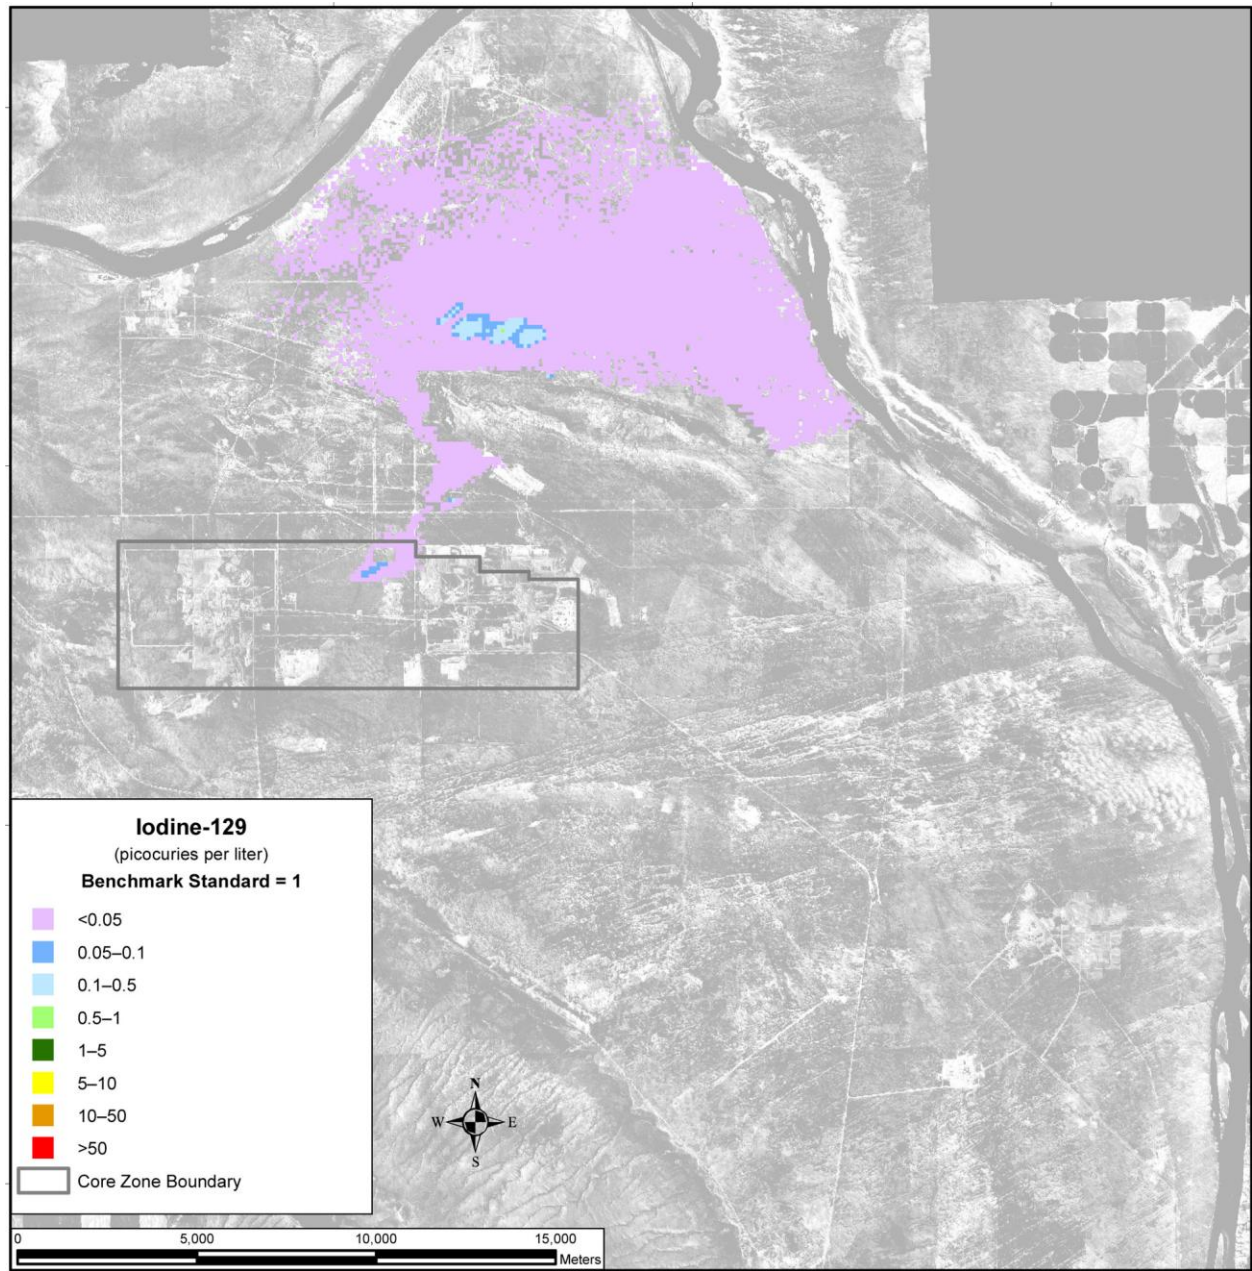 Iodine-129
(picocuries per liter)
Benchmark Standard = 1
<0.05
0.05–0.1
0.1–0.5
0.5–1
1–5
5–10
10–50
>50
Core Zone Boundary
N
W E
S
0 5,000 10,000 15,000
Meters